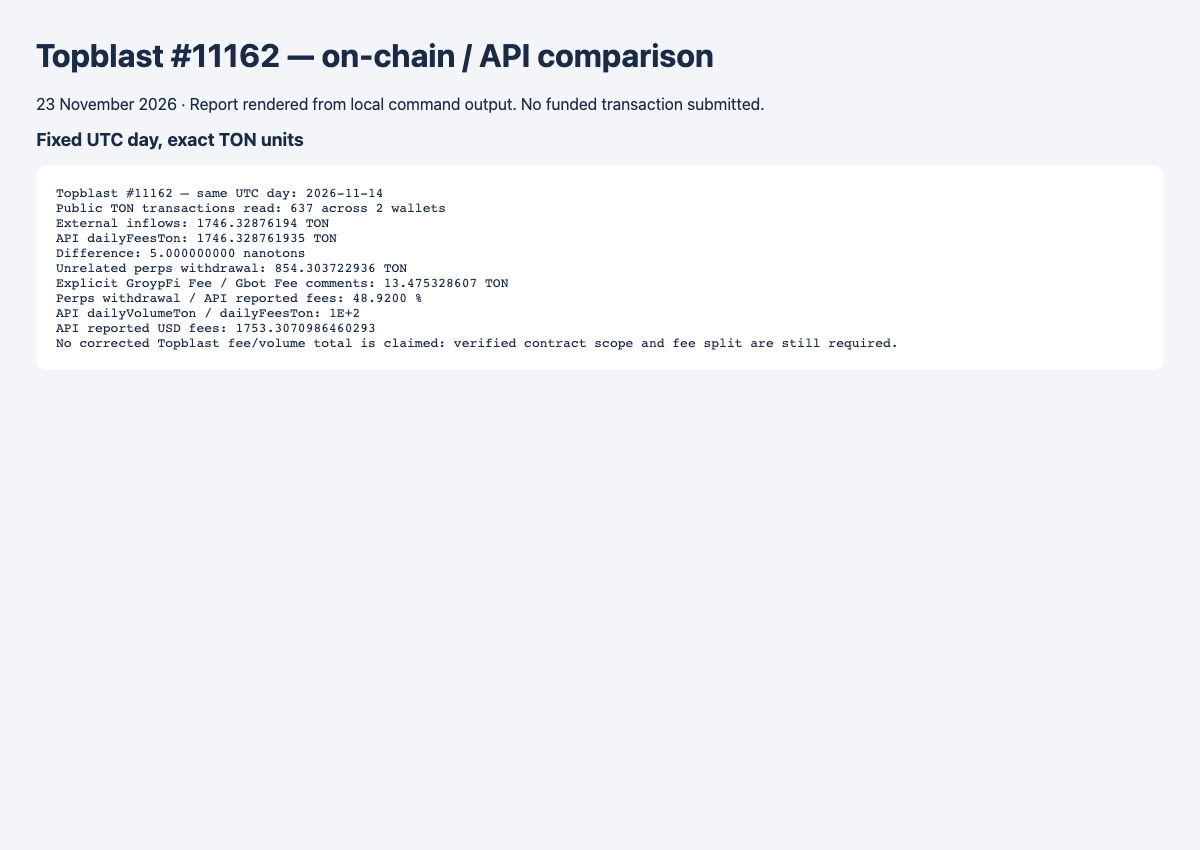 Topblast #11162 — on-chain / API comparison
23 November 2026 · Report rendered from local command output. No funded transaction submitted.
Fixed UTC day, exact TON units
Topblast #11162 — same UTC day: 2026-11-14
Public TON transactions read: 637 across 2 wallets
External inflows: 1746.32876194 TON
API dailyFeesTon: 1746.328761935 TON
Difference: 5.000000000 nanotons
Unrelated perps withdrawal: 854.303722936 TON
Explicit GroypFi Fee / Gbot Fee comments: 13.475328607 TON
Perps withdrawal / API reported fees: 48.9200 %
API dailyVolumeTon / dailyFeesTon: 1E+2
API reported USD fees: 1753.3070986460293
No corrected Topblast fee/volume total is claimed: verified contract scope and fee split are still required.